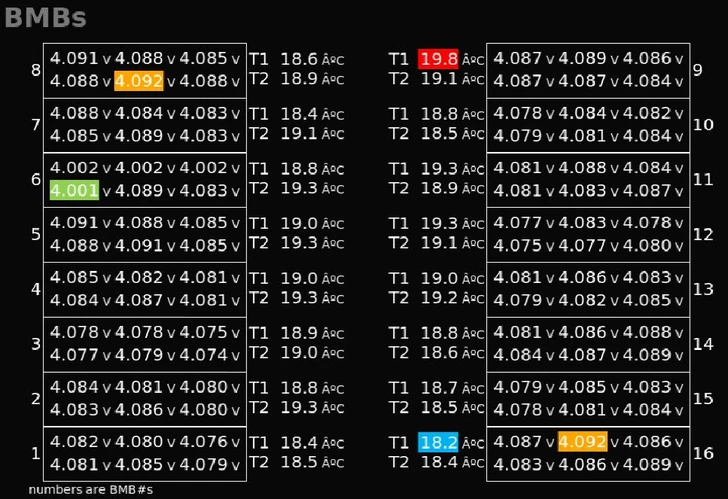 BMBs
4.091 v 4.088 v 4.085 v T1 18.6 ÂºC T1 19.8 ÂºC 4.087 v 4.089 v 4.086 v
8 9
4.088 v 4.092 v 4.088 v T2 18.9 ÂºC T2 19.1 ÂºC 4.087 v 4.087 v 4.084 v
4.088 v 4.084 v 4.083 v T1 18.4 ÂºC T1 18.8 ÂºC 4.078 v 4.084 v 4.082 v
7 10
4.085 v 4.089 v 4.083 v T2 19.1 ÂºC T2 18.5 ÂºC 4.079 v 4.081 v 4.084 v
4.002 v 4.002 v 4.002 v T1 18.8 ÂºC T1 19.3 ÂºC 4.081 v 4.088 v 4.084 v
6 11
4.001 v 4.089 v 4.083 v T2 19.3 ÂºC T2 18.9 ÂºC 4.081 v 4.083 v 4.087 v
4.091 v 4.088 v 4.085 v T1 19.0 ÂºC T1 19.3 ÂºC 4.077 v 4.083 v 4.078 v
5 12
4.088 v 4.091 v 4.085 v T2 19.3 ÂºC T2 19.1 ÂºC 4.075 v 4.077 v 4.080 v
4.085 v 4.082 v 4.081 v T1 19.0 ÂºC T1 19.0 ÂºC 4.081 v 4.086 v 4.083 v
4 13
4.084 v 4.087 v 4.081 v T2 19.3 ÂºC T2 19.2 ÂºC 4.079 v 4.082 v 4.085 v
4.078 v 4.078 v 4.075 v T1 18.9 ÂºC T1 18.8 ÂºC 4.081 v 4.086 v 4.088 v
3 14
4.077 v 4.079 v 4.074 v T2 19.0 ÂºC T2 18.6 ÂºC 4.084 v 4.087 v 4.089 v
4.084 v 4.081 v 4.080 v T1 18.8 ÂºC T1 18.7 ÂºC 4.079 v 4.085 v 4.083 v
2 15
4.083 v 4.086 v 4.080 v T2 19.3 ÂºC T2 18.5 ÂºC 4.078 v 4.081 v 4.084 v
4.082 v 4.080 v 4.076 v T1 18.4 ÂºC T1 18.2 ÂºC 4.087 v 4.092 v 4.086 v
1 16
4.081 v 4.085 v 4.079 v T2 18.5 ÂºC T2 18.4 ÂºC 4.083 v 4.086 v 4.089 v
numbers are BMB#s